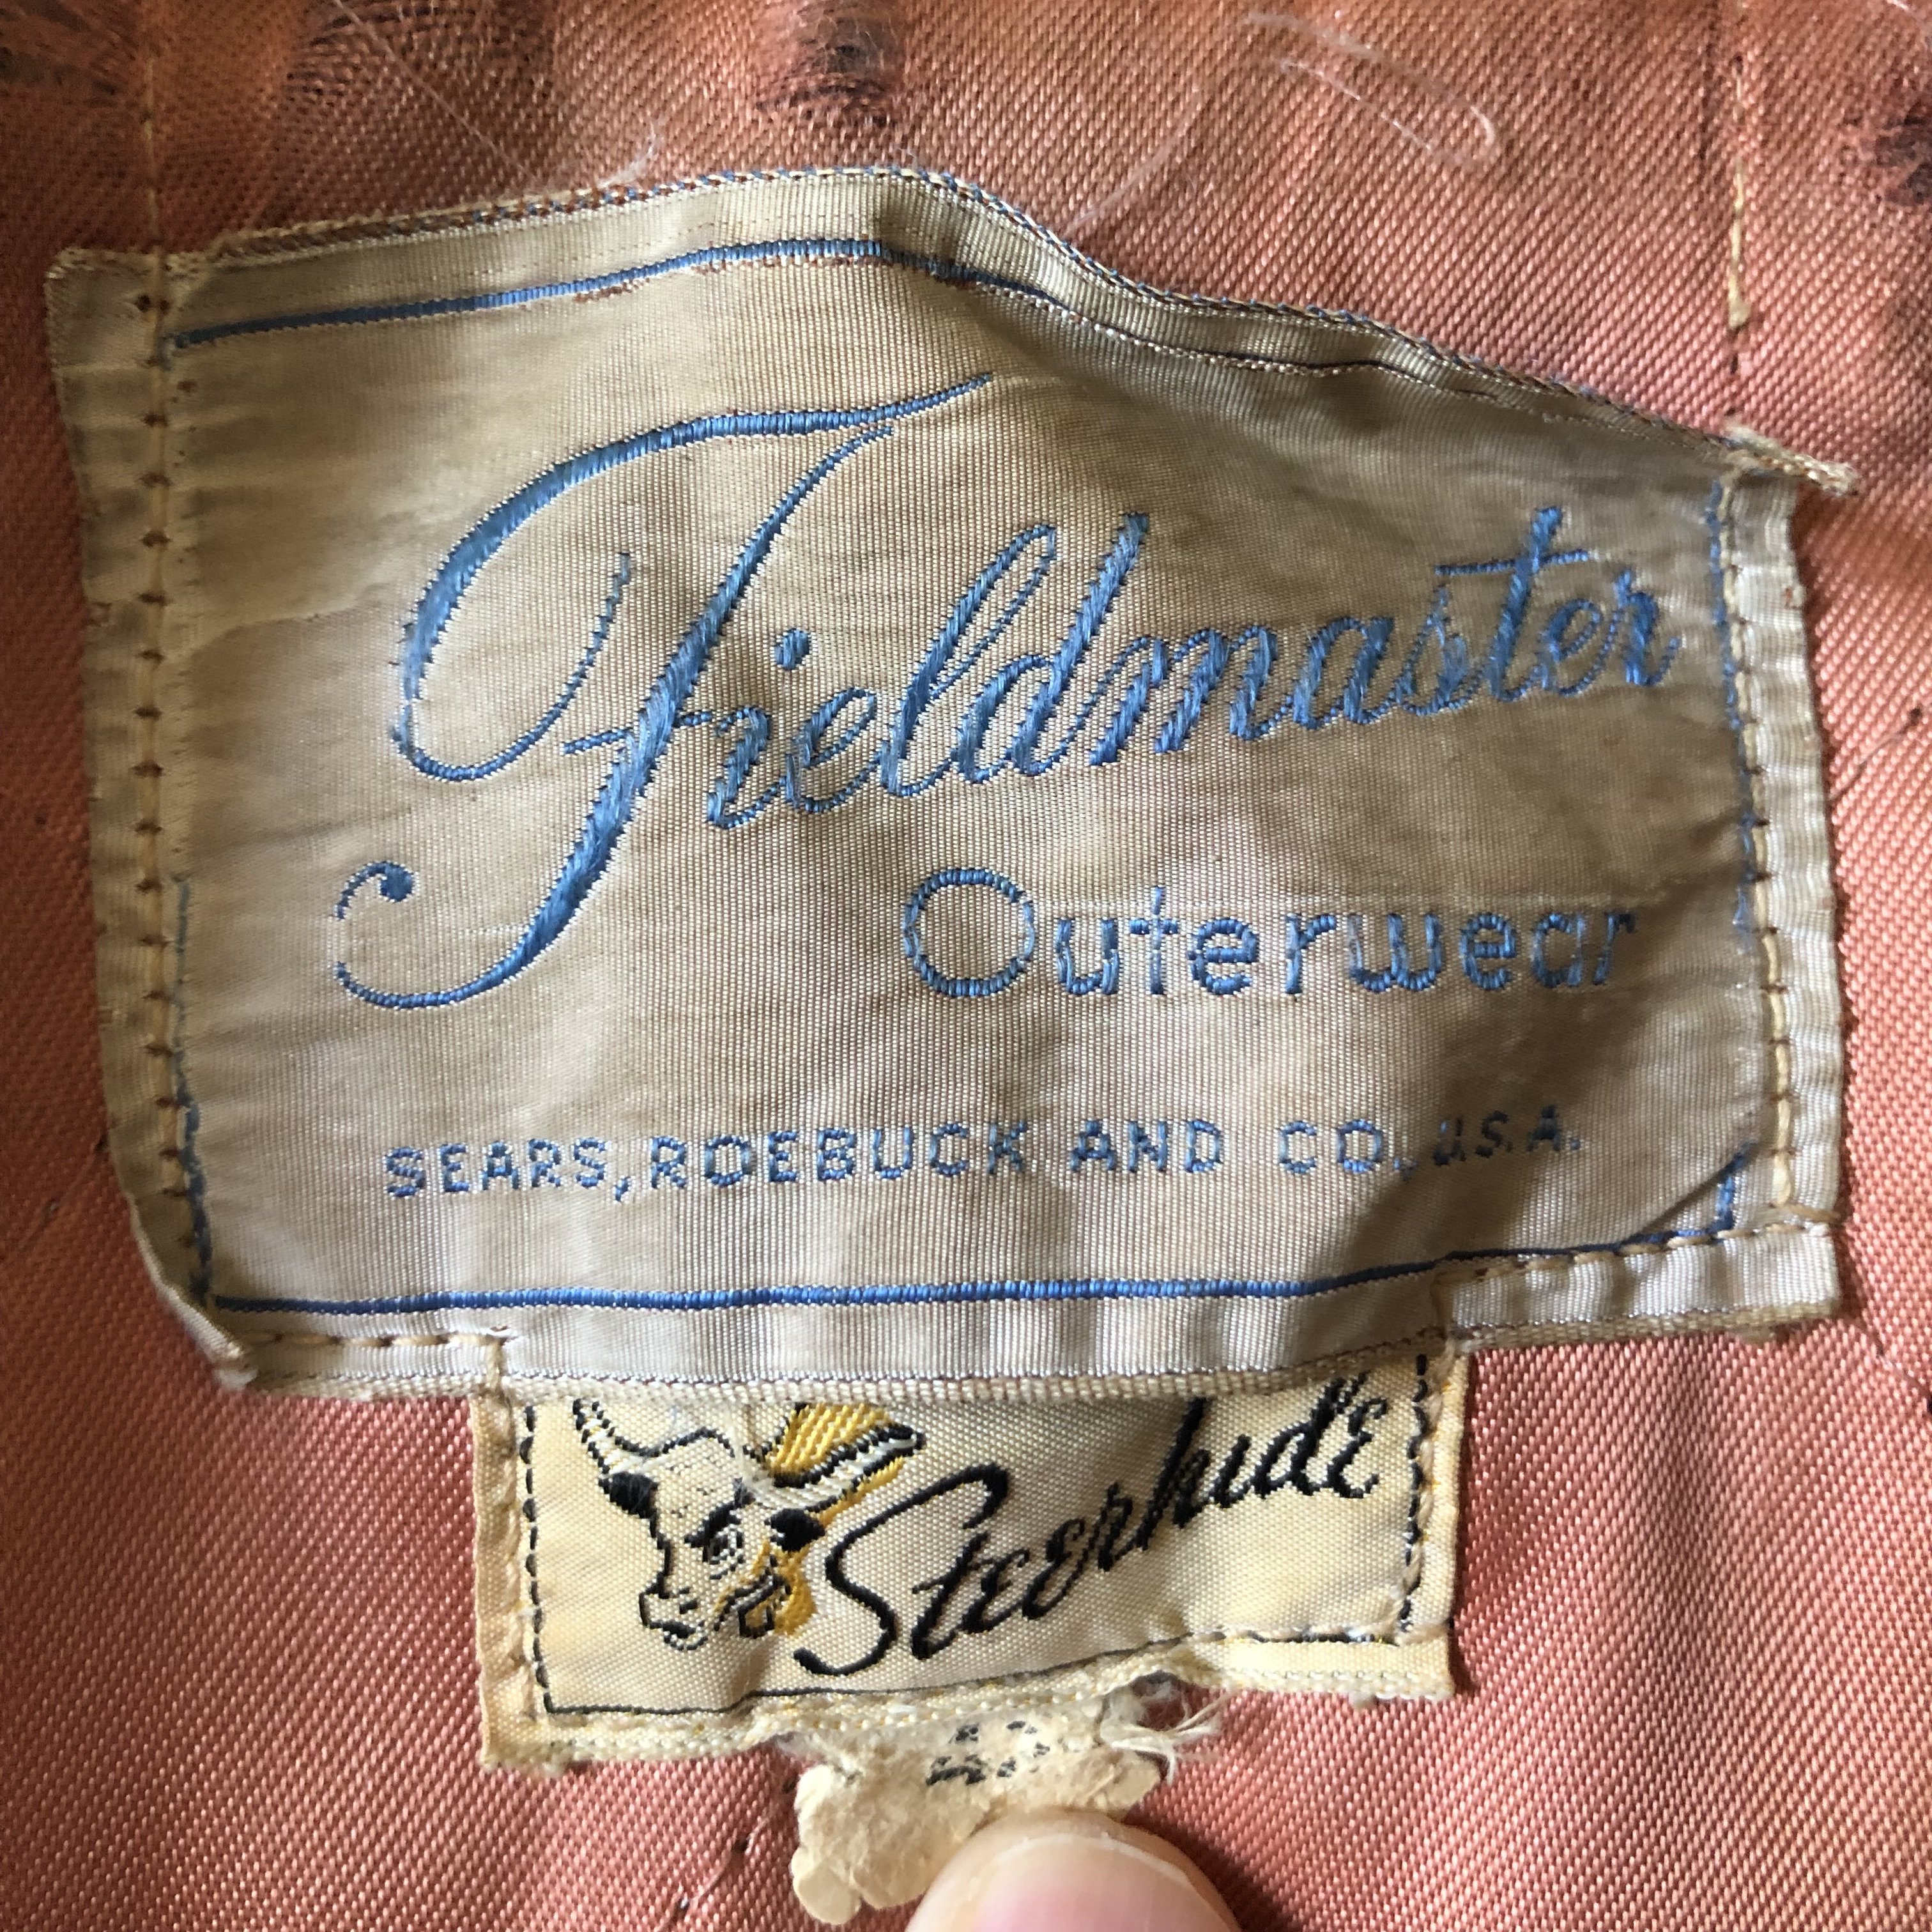 Fieldmaster
Outerwear
SEARS, ROEBUCK AND CO., U.S.A.
Steerhide